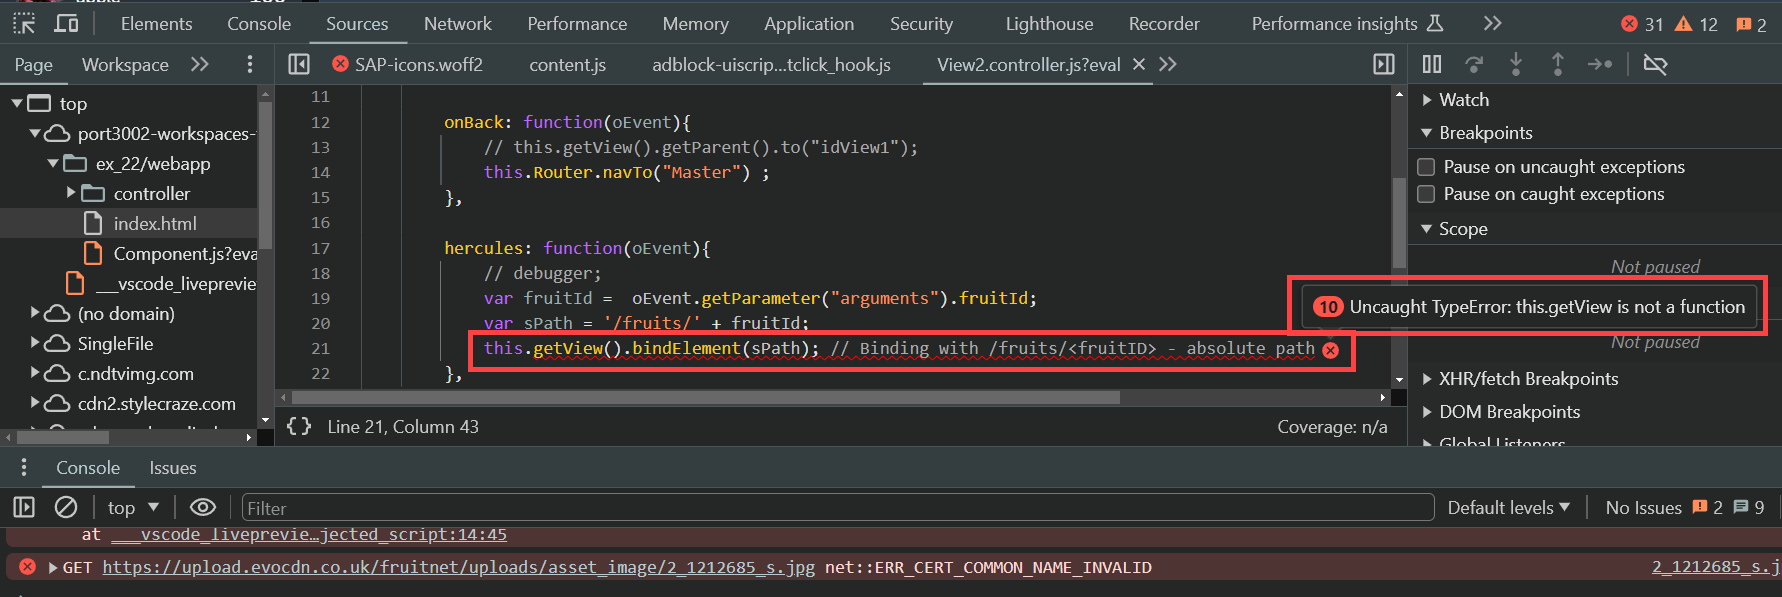 Elements Console Sources Network Performance Memory Application Security Lighthouse Recorder Performance insights 31 12 2
Page Workspace SAP-icons.woff2 content.js adblock-uiscrip...tclick_hook.js View2.controller.js?eval
top
port3002-workspaces-
ex_22/webapp
controller
index.html
Component.js?eva
___vscode_livepreview
(no domain)
SingleFile
c.ndtvimg.com
cdn2.stylecraze.com
11
12 onBack: function(oEvent){
13 // this.getView().getParent().to("idView1");
14 this.Router.navTo("Master") ;
15 },
16
17 hercules: function(oEvent){
18 // debugger;
19 var fruitId =  oEvent.getParameter("arguments").fruitId;
20 var sPath = '/fruits/' + fruitId;
21 this.getView().bindElement(sPath); // Binding with /fruits/<fruitID> - absolute path
22 },
{} Line 21, Column 43 Coverage: n/a
Watch
Breakpoints
Pause on uncaught exceptions
Pause on caught exceptions
Scope
Not paused
10 Uncaught TypeError: this.getView is not a function
Not paused
XHR/fetch Breakpoints
DOM Breakpoints
Global Listeners
Console Issues
top Filter Default levels No Issues 2 9
at ___vscode_liveprevie…jected_script:14:45
GET https://upload.evocdn.co.uk/fruitnet/uploads/asset_image/2_1212685_s.jpg net::ERR_CERT_COMMON_NAME_INVALID 2_1212685_s.j